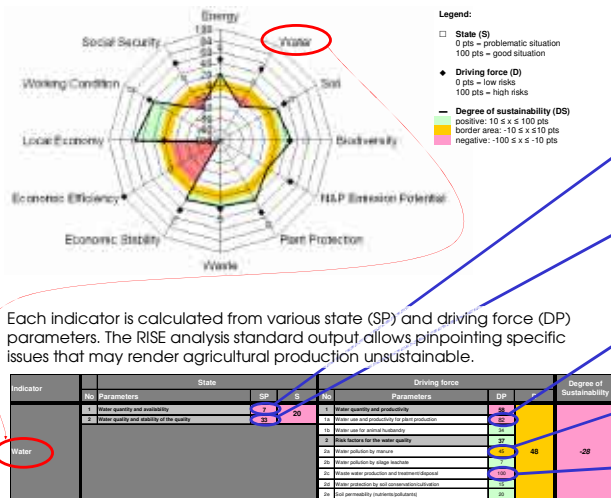 Energy
Water
Soil
Biodiversity
N&P Emission Potential
Plant Protection
Waste
Economic Stability
Economic Efficiency
Local Economy
Working Condition
Social Security
100
80
60
40
20
Legend:
□ State (S)
0 pts = problematic situation
100 pts = good situation
◆ Driving force (D)
0 pts = low risks
100 pts = high risks
— Degree of sustainability (DS)
positive: 10 ≤ x ≤ 100 pts
border area: -10 ≤ x ≤10 pts
negative: -100 ≤ x ≤ -10 pts
Each indicator is calculated from various state (SP) and driving force (DP)
parameters. The RISE analysis standard output allows pinpointing specific
issues that may render agricultural production unsustainable.
Indicator State Driving force Degree of Sustainability
No Parameters SP S No Parameters DP
Water
1 Water quantity and availability 7 20
2 Water quality and stability of the quality 33
1 Water quantity and productivity 58
1a Water use and productivity for plant production 82
1b Water use for animal husbandry 34
2 Risk factors for the water quality 37
2a Water pollution by manure 45 48 -28
2b Water pollution by silage leachate
2c Waste water production and treatment/disposal 100
2d Water protection by soil conservation/cultivation 15
2e Soil permeability (nutrients/pollutants) 20